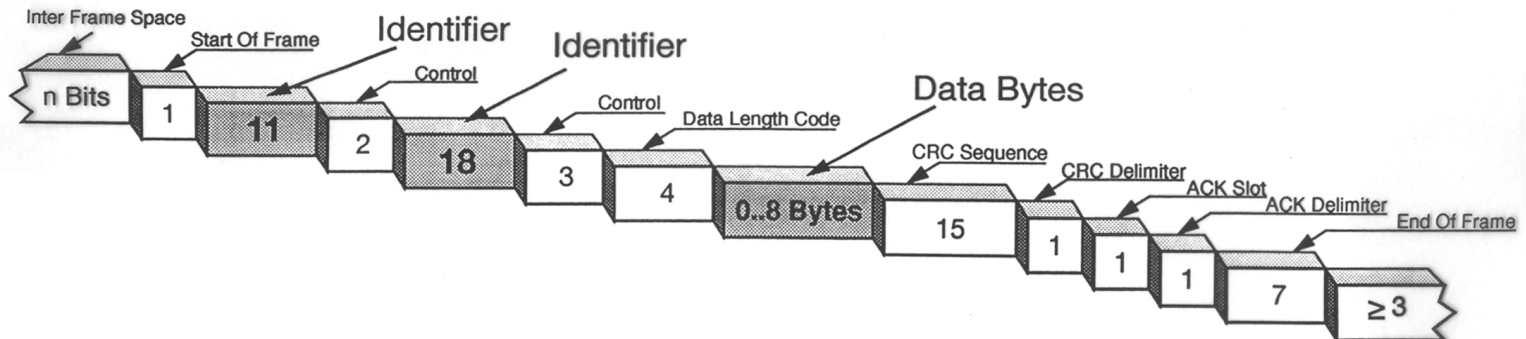 Inter Frame Space
Start Of Frame
Identifier
Identifier
Control
Control
Data Length Code
Data Bytes
CRC Sequence
CRC Delimiter
ACK Slot
ACK Delimiter
End Of Frame
n Bits
1
11
2
18
3
4
0..8 Bytes
15
1
1
1
7
≥ 3